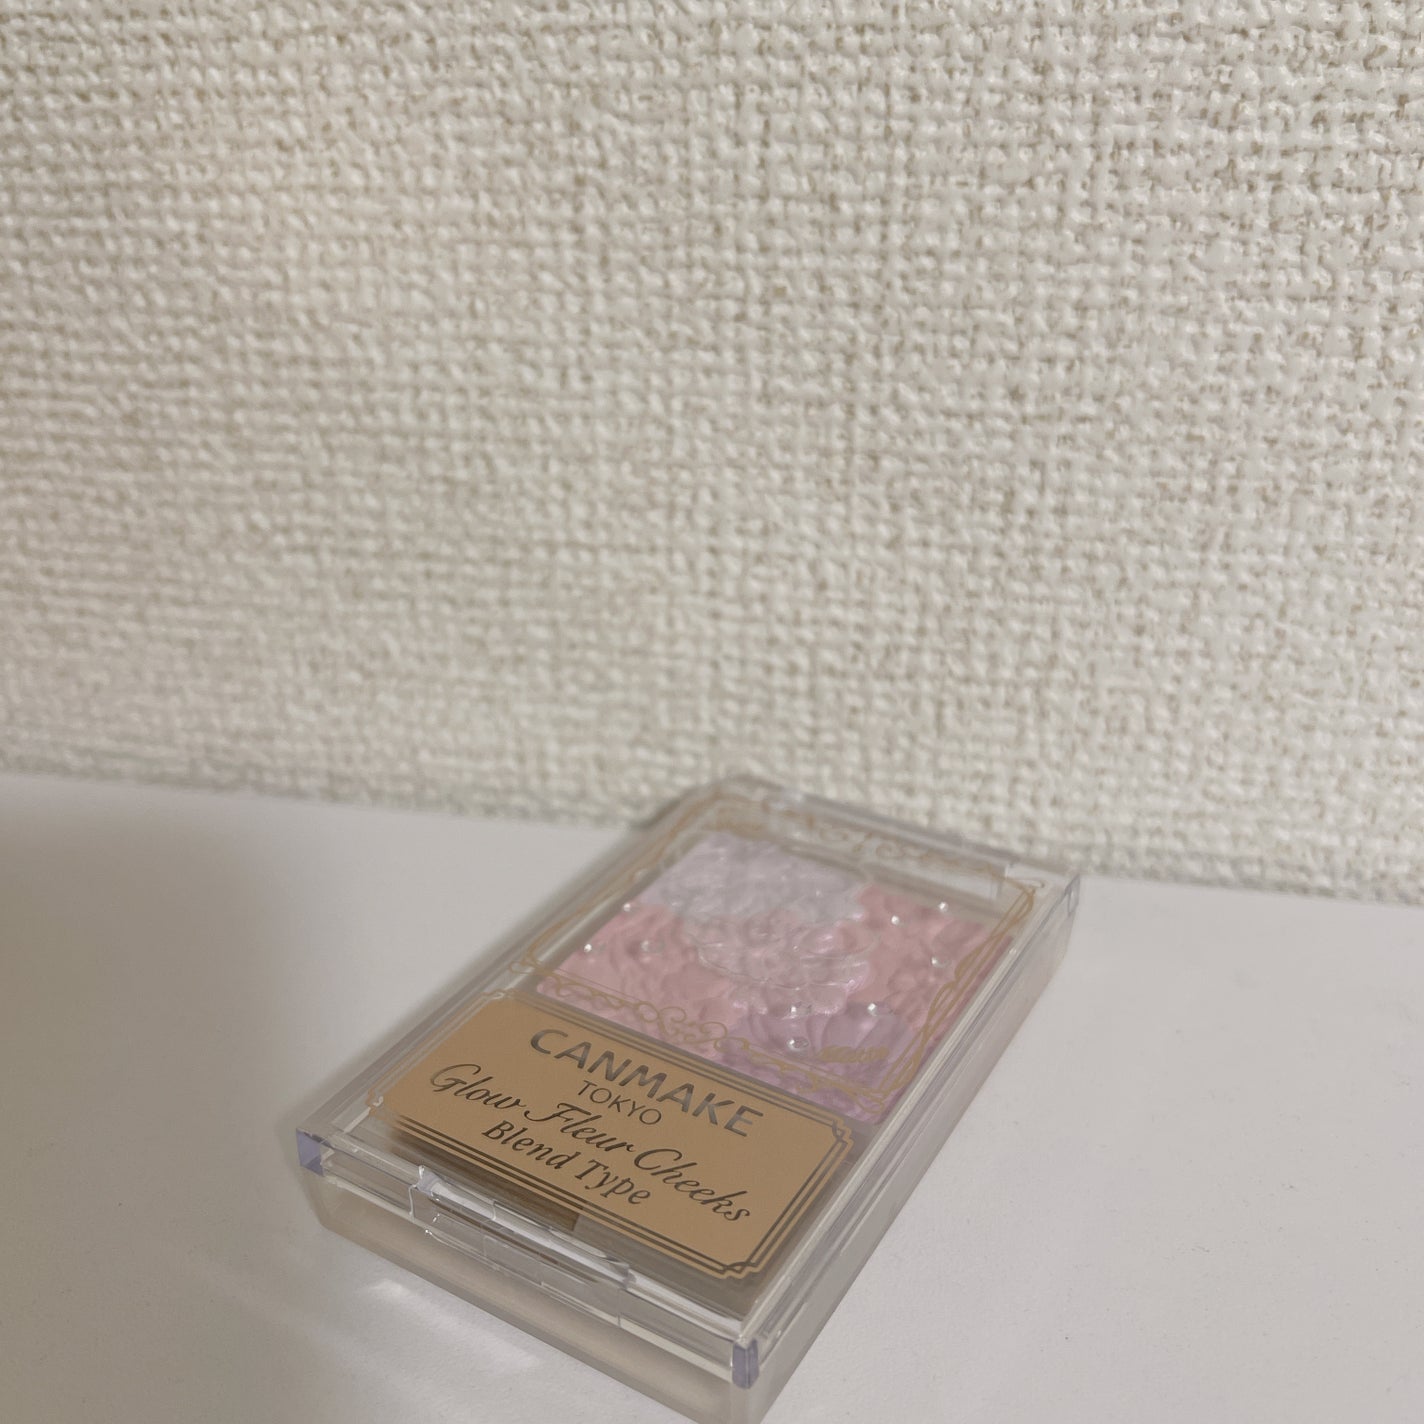 CANMAKE
TOKYO
Glow Fleur Cheeks
Blend Type